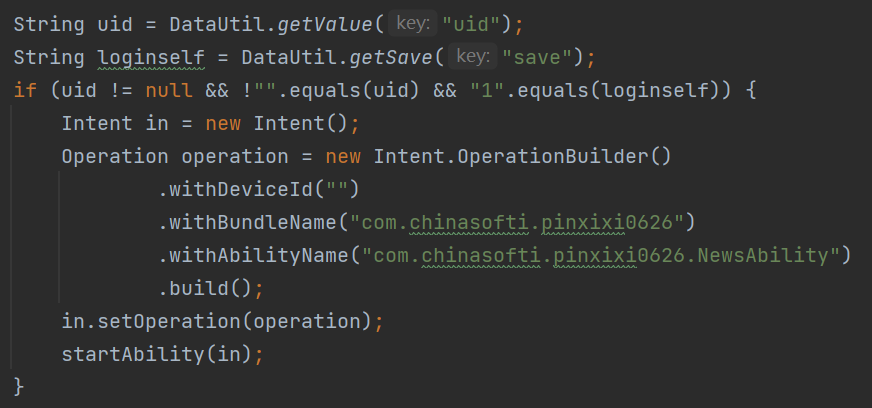 String uid = DataUtil.getValue( key: "uid");
String loginself = DataUtil.getSave( key: "save");
if (uid != null && !"".equals(uid) && "1".equals(loginself)) {
    Intent in = new Intent();
    Operation operation = new Intent.OperationBuilder()
            .withDeviceId("")
            .withBundleName("com.chinasofti.pinxixi0626")
            .withAbilityName("com.chinasofti.pinxixi0626.NewsAbility")
            .build();
    in.setOperation(operation);
    startAbility(in);
}